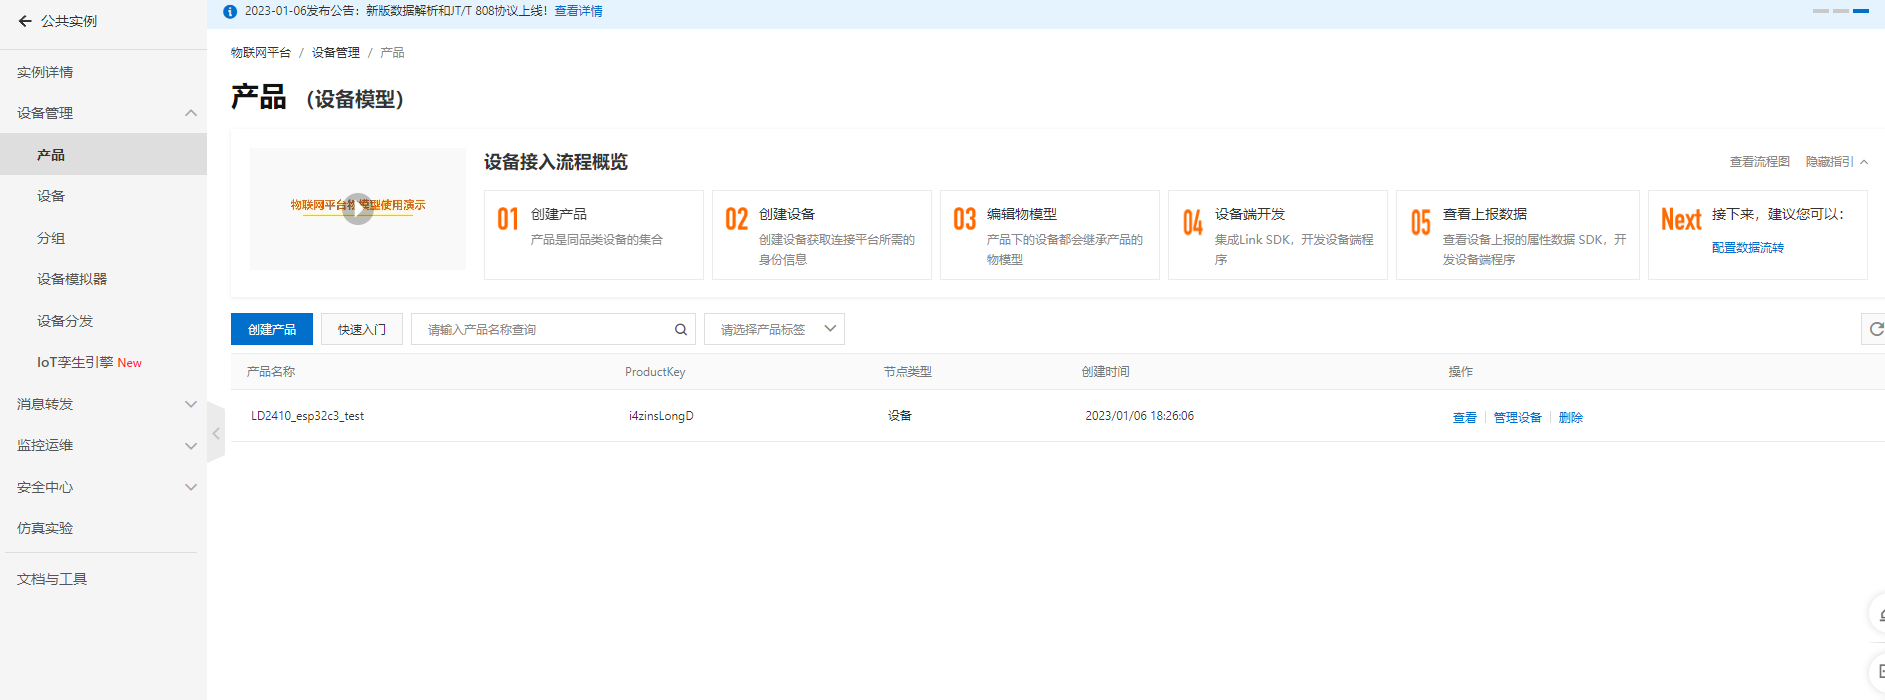 公共实例
2023-01-06发布公告：新版数据解析和JT/T 808协议上线！查看详情
实例详情
设备管理
产品
设备
分组
设备模拟器
设备分发
IoT孪生引擎 New
消息转发
监控运维
安全中心
仿真实验
文档与工具
物联网平台 / 设备管理 / 产品
产品 （设备模型）
物联网平台物模型使用演示
设备接入流程概览
查看流程图 隐藏指引
01 创建产品
产品是同品类设备的集合
02 创建设备
创建设备获取连接平台所需的
身份信息
03 编辑物模型
产品下的设备都会继承产品的
物模型
04 设备端开发
集成Link SDK，开发设备端程
序
05 查看上报数据
查看设备上报的属性数据 SDK，开
发设备端程序
Next 接下来，建议您可以：
配置数据流转
创建产品 快速入门 请输入产品名称查询 请选择产品标签
产品名称 ProductKey 节点类型 创建时间 操作
LD2410_esp32c3_test i4zinsLongD 设备 2023/01/06 18:26:06 查看 管理设备 删除